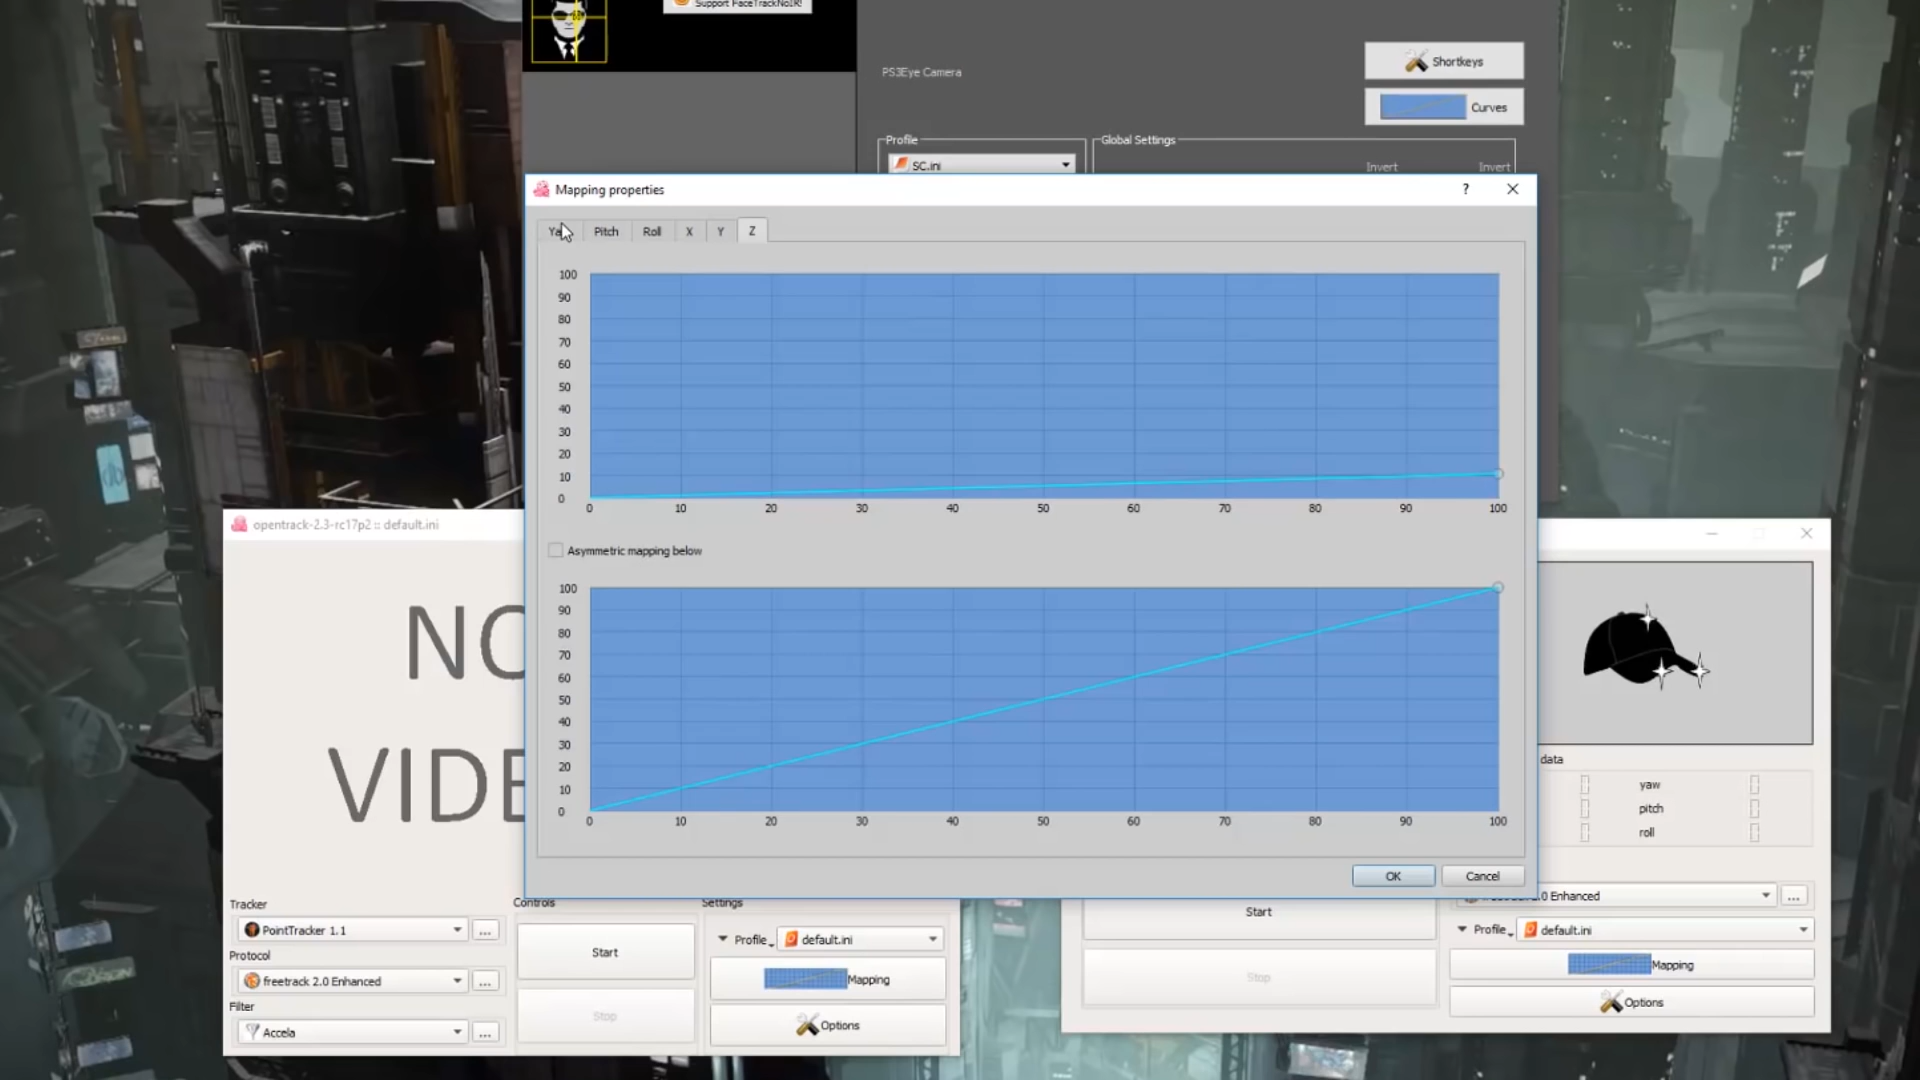 Support FaceTrackNoIR!
PS3Eye Camera
Shortkeys
Curves
Profile
SC.ini
Global Settings
Invert
Invert
Mapping properties
?
Pitch
Roll
X
Y
Z
100
90
80
70
60
50
40
30
20
10
0
0 10 20 30 40 50 60 70 80 90 100
Asymmetric mapping below
100
90
80
70
60
50
40
30
20
10
0
0 10 20 30 40 50 60 70 80 90 100
OK
Cancel
opentrack-2.3-rc17p2 :: default.ini
NO
VIDE
Tracker
PointTracker 1.1
...
Protocol
freetrack 2.0 Enhanced
...
Filter
Accela
...
Controls
Start
Stop
Settings
Profile
default.ini
Mapping
Options
data
yaw
pitch
roll
Enhanced
...
Start
Stop
Profile
default.ini
Mapping
Options